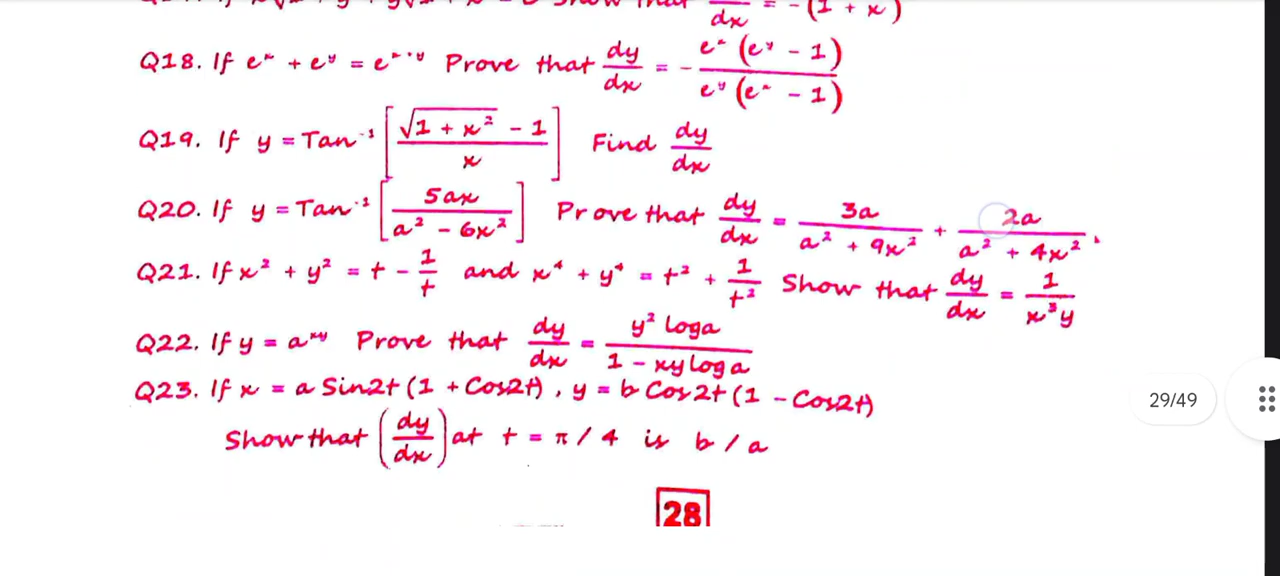 dy/dx = -(1 + x)
Q18. If eˣ + eʸ = eˣ⁺ʸ Prove that dy/dx = - eˣ (eʸ - 1) / eʸ (eˣ - 1)
Q19. If y = Tan⁻¹ [ (√(1 + x²) - 1) / x ] Find dy/dx
Q20. If y = Tan⁻¹ [ 5ax / (a² - 6x²) ] Prove that dy/dx = 3a / (a² + 9x²) + 2a / (a² + 4x²).
Q21. If x² + y² = t - 1/t and x⁴ + y⁴ = t² + 1/t² Show that dy/dx = 1 / x³y
Q22. If y = aˣʸ Prove that dy/dx = y² loga / (1 - xy log a)
Q23. If x = a Sin2t (1 + Cos2t), y = b Cos2t (1 - Cos2t)
Show that (dy/dx) at t = π / 4 is b / a
29/49
28